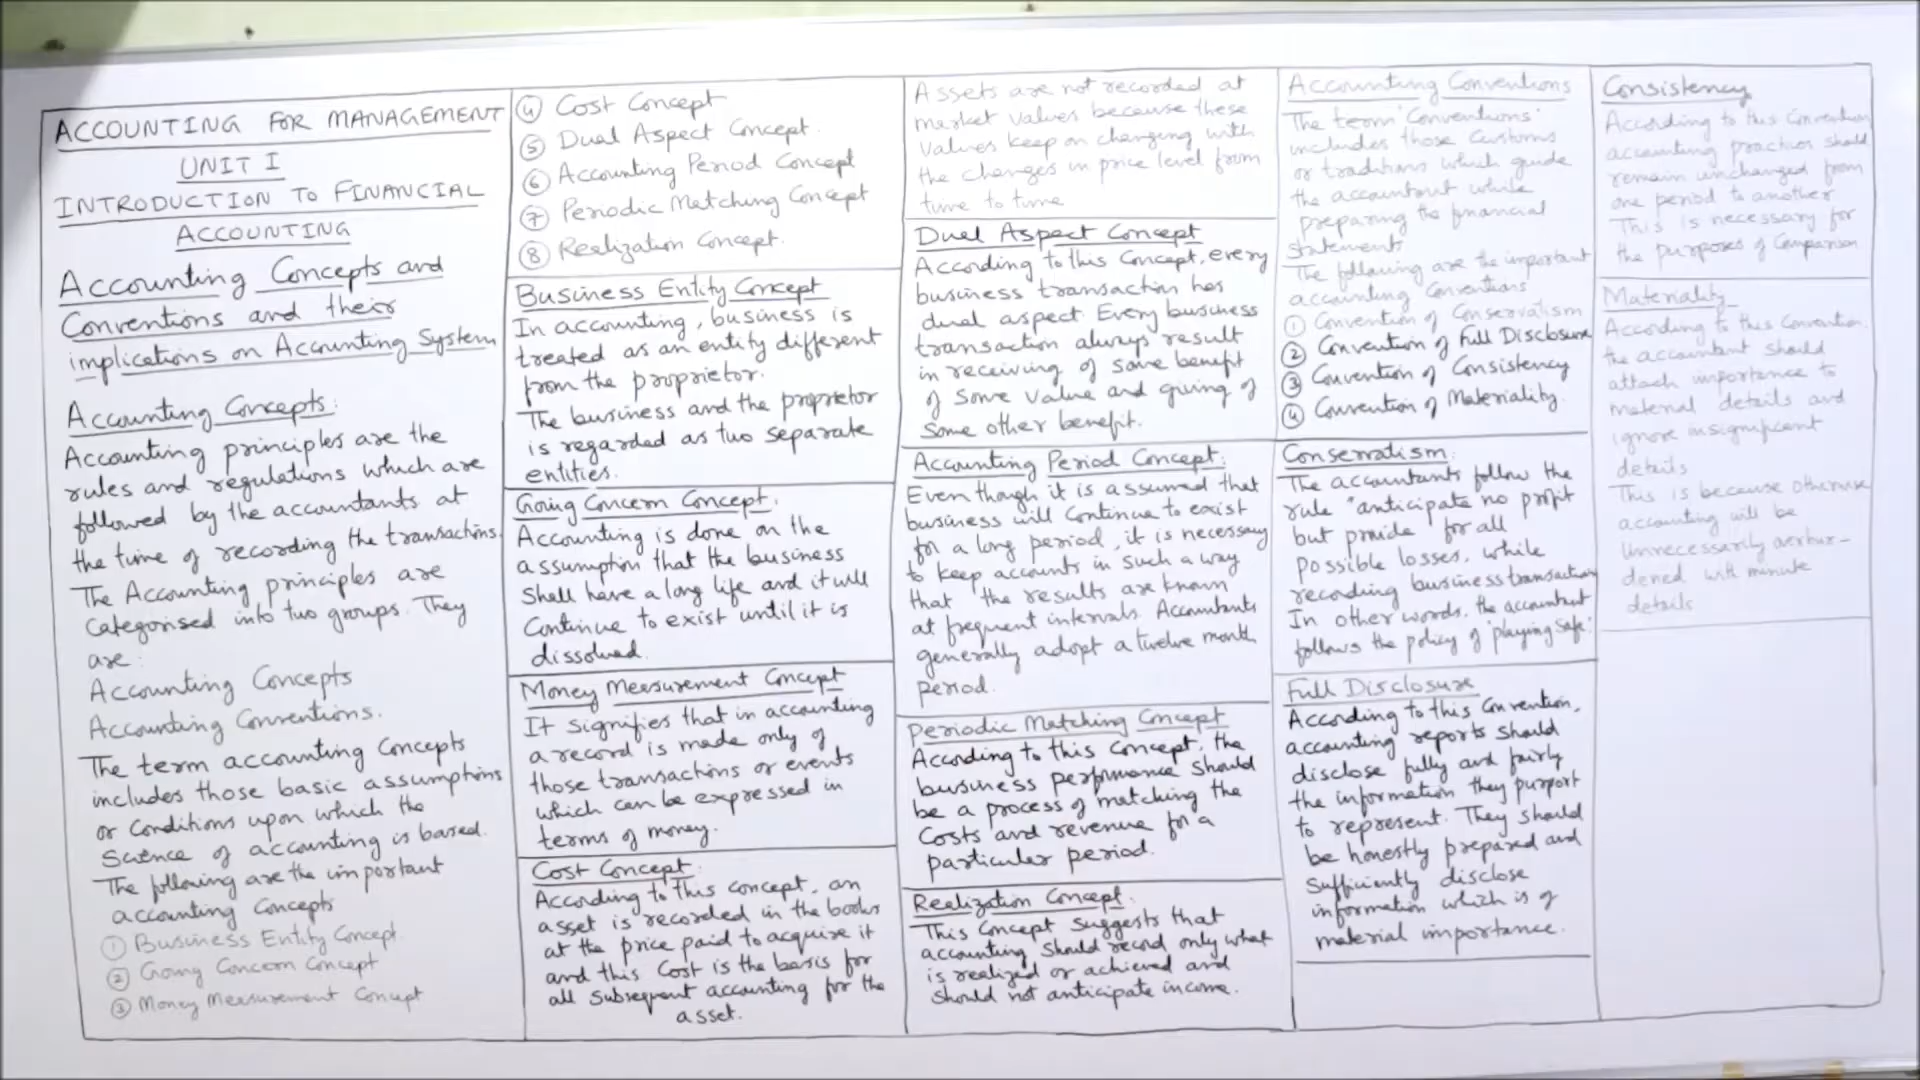 ACCOUNTING FOR MANAGEMENT
UNIT I
INTRODUCTION TO FINANCIAL
ACCOUNTING
Accounting Concepts and
Conventions and their
implications on Accounting System
Accounting Concepts:
Accounting principles are the
rules and regulations which are
followed by the accountants at
the time of recording the transactions.
The Accounting principles are
categorised into two groups. They
are:
Accounting Concepts
Accounting Conventions.
The term accounting Concepts
includes those basic assumptions
or Conditions upon which the
Science of accounting is based.
The following are the important
accounting Concepts
① Business Entity Concept.
② Going Concern Concept
③ Money Measurement Concept
④ Cost Concept
⑤ Dual Aspect Concept.
⑥ Accounting Period Concept
⑦ Periodic Matching Concept
⑧ Realization Concept.
Business Entity Concept
In accounting, business is
treated as an entity different
from the proprietor.
The business and the proprietor
is regarded as two separate
entities.
Going Concern Concept.
Accounting is done on the
assumption that the business
shall have a long life and it will
Continue to exist until it is
dissolved.
Money Measurement Concept
It signifies that in accounting
a record is made only of
those transactions or events
which can be expressed in
terms of money.
Cost Concept.
According to this concept, an
asset is recorded in the books
at the price paid to acquire it
and this Cost is the basis for
all Subsequent accounting for the
asset.
Assets are not recorded at
market values because these
values keep on changing with
the changes in price level from
time to time
Dual Aspect Concept
According to this Concept, every
business transaction has
dual aspect. Every business
transaction always result
in receiving of some benefit
of some value and giving of
Some other benefit.
Accounting Period Concept.
Even though it is assumed that
business will Continue to exist
for a long period, it is necessary
to keep accounts in such a way
that the results are known
at frequent intervals. Accountants
generally adopt a twelve month
period.
Periodic Matching Concept
According to this Concept, the
business performance should
be a process of matching the
Costs and revenue for a
particular period.
Realization Concept.
This Concept suggests that
accounting should record only what
is realized or achieved and
should not anticipate income.
Accounting Conventions
The term 'Conventions'
includes those Customs
or traditions which guide
the accountant while
preparing the financial
statements
The following are the important
accounting Conventions
① Convention of Conservatism
② Convention of Full Disclosure
③ Convention of Consistency
④ Convention of Materiality.
Conservatism.
The accountants follow the
rule "anticipate no profit
but provide for all
possible losses, while
recording business transaction
In other words, the accountant
follows the policy of 'playing safe'.
Full Disclosure
According to this Convention,
accounting reports should
disclose fully and fairly
the information they purport
to represent. They should
be honestly prepared and
Sufficiently disclose
information which is of
material importance.
Consistency
According to this Convention
accounting practices should
remain unchanged from
one period to another
This is necessary for
the purposes of Comparison
Materiality
According to this Convention,
the accountant should
attach importance to
material details and
ignore insignificant
details
This is because otherwise
accounting will be
unnecessarily overbur-
dened with minute
details